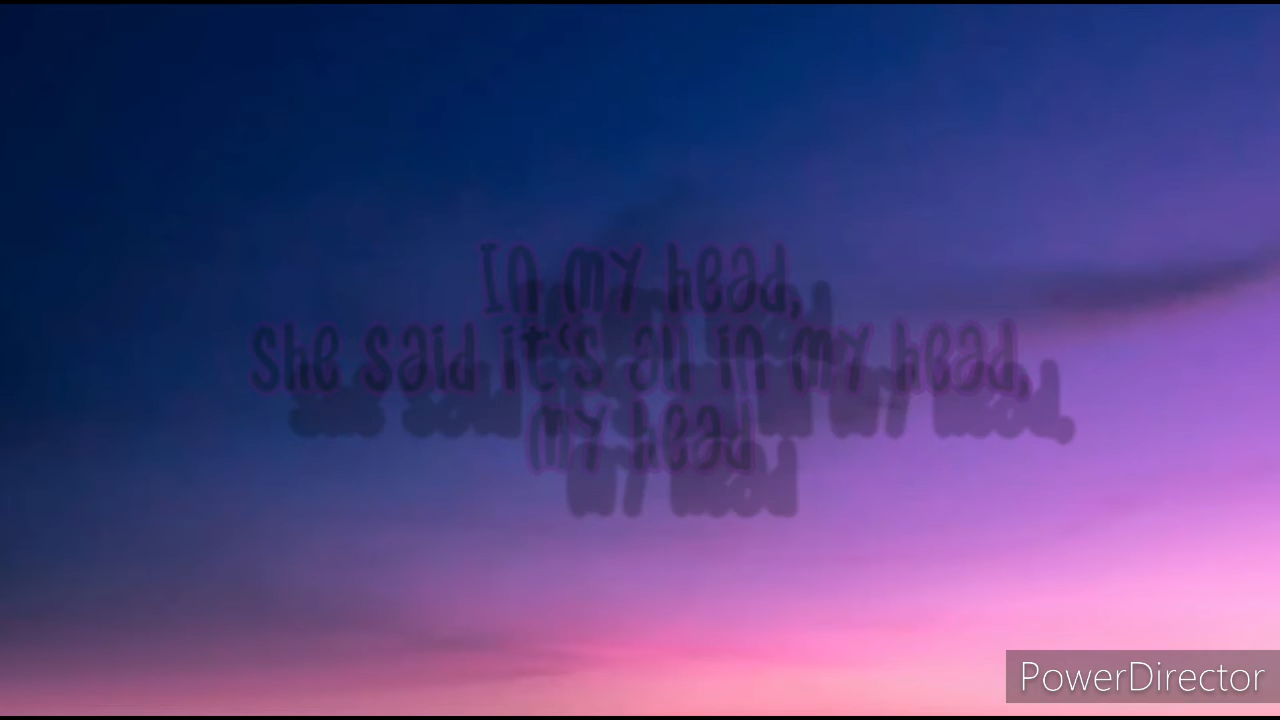 In my head,
She said it's all in my head,
my head
PowerDirector